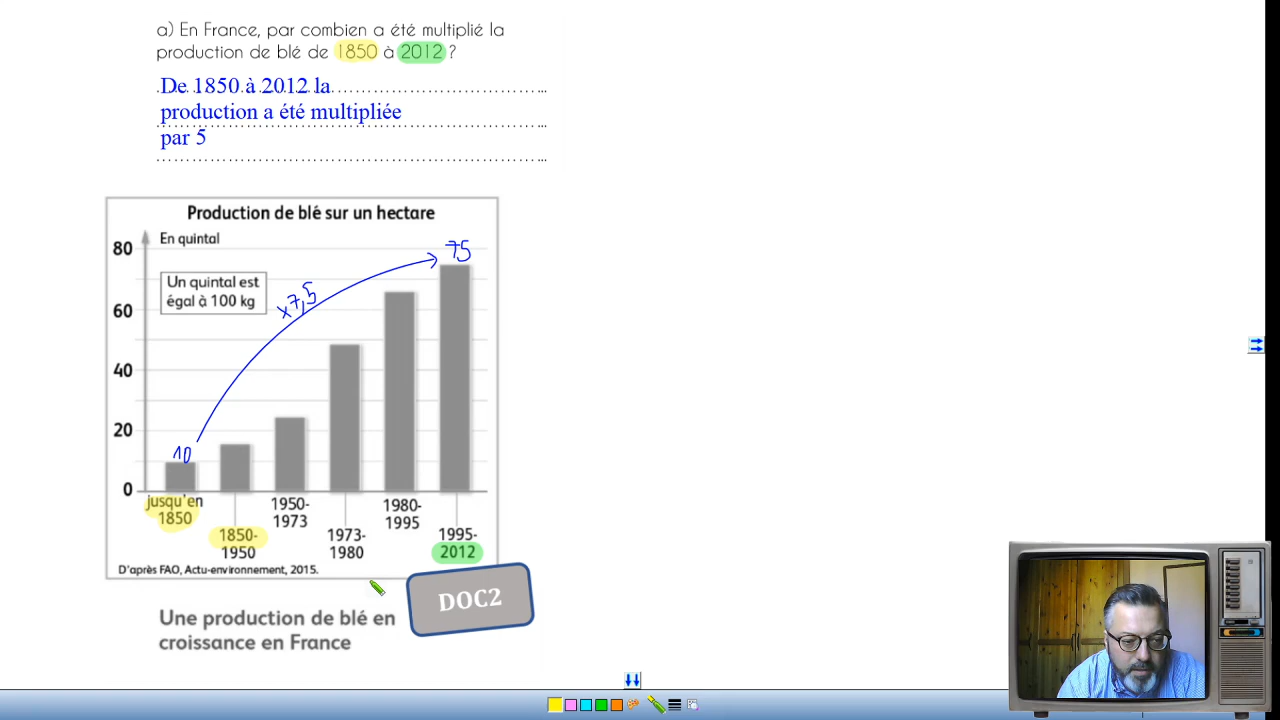 a) En France, par combien a été multiplié la
production de blé de 1850 à 2012 ?
De 1850 à 2012 la
production a été multipliée
par 5
Production de blé sur un hectare
En quintal
Un quintal est
égal à 100 kg
80
60
40
20
0
10
x7,5
75
jusqu'en
1850
1850-
1950
1950-
1973
1973-
1980
1980-
1995
1995-
2012
D'après FAO, Actu-environnement, 2015.
DOC2
Une production de blé en
croissance en France